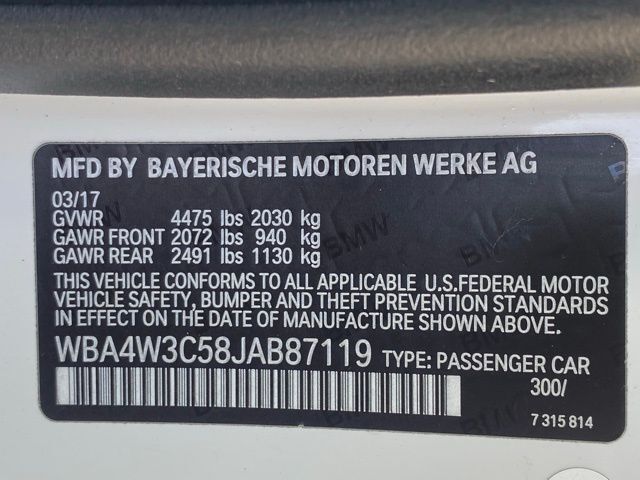 MFD BY BAYERISCHE MOTOREN WERKE AG
03/17
GVWR 4475 lbs 2030 kg
GAWR FRONT 2072 lbs 940 kg
GAWR REAR 2491 lbs 1130 kg
THIS VEHICLE CONFORMS TO ALL APPLICABLE U.S.FEDERAL MOTOR
VEHICLE SAFETY, BUMPER AND THEFT PREVENTION STANDARDS
IN EFFECT ON THE DATE OF MANUFACTURE SHOWN ABOVE.
WBA4W3C58JAB87119 TYPE: PASSENGER CAR
300/
7 315 814